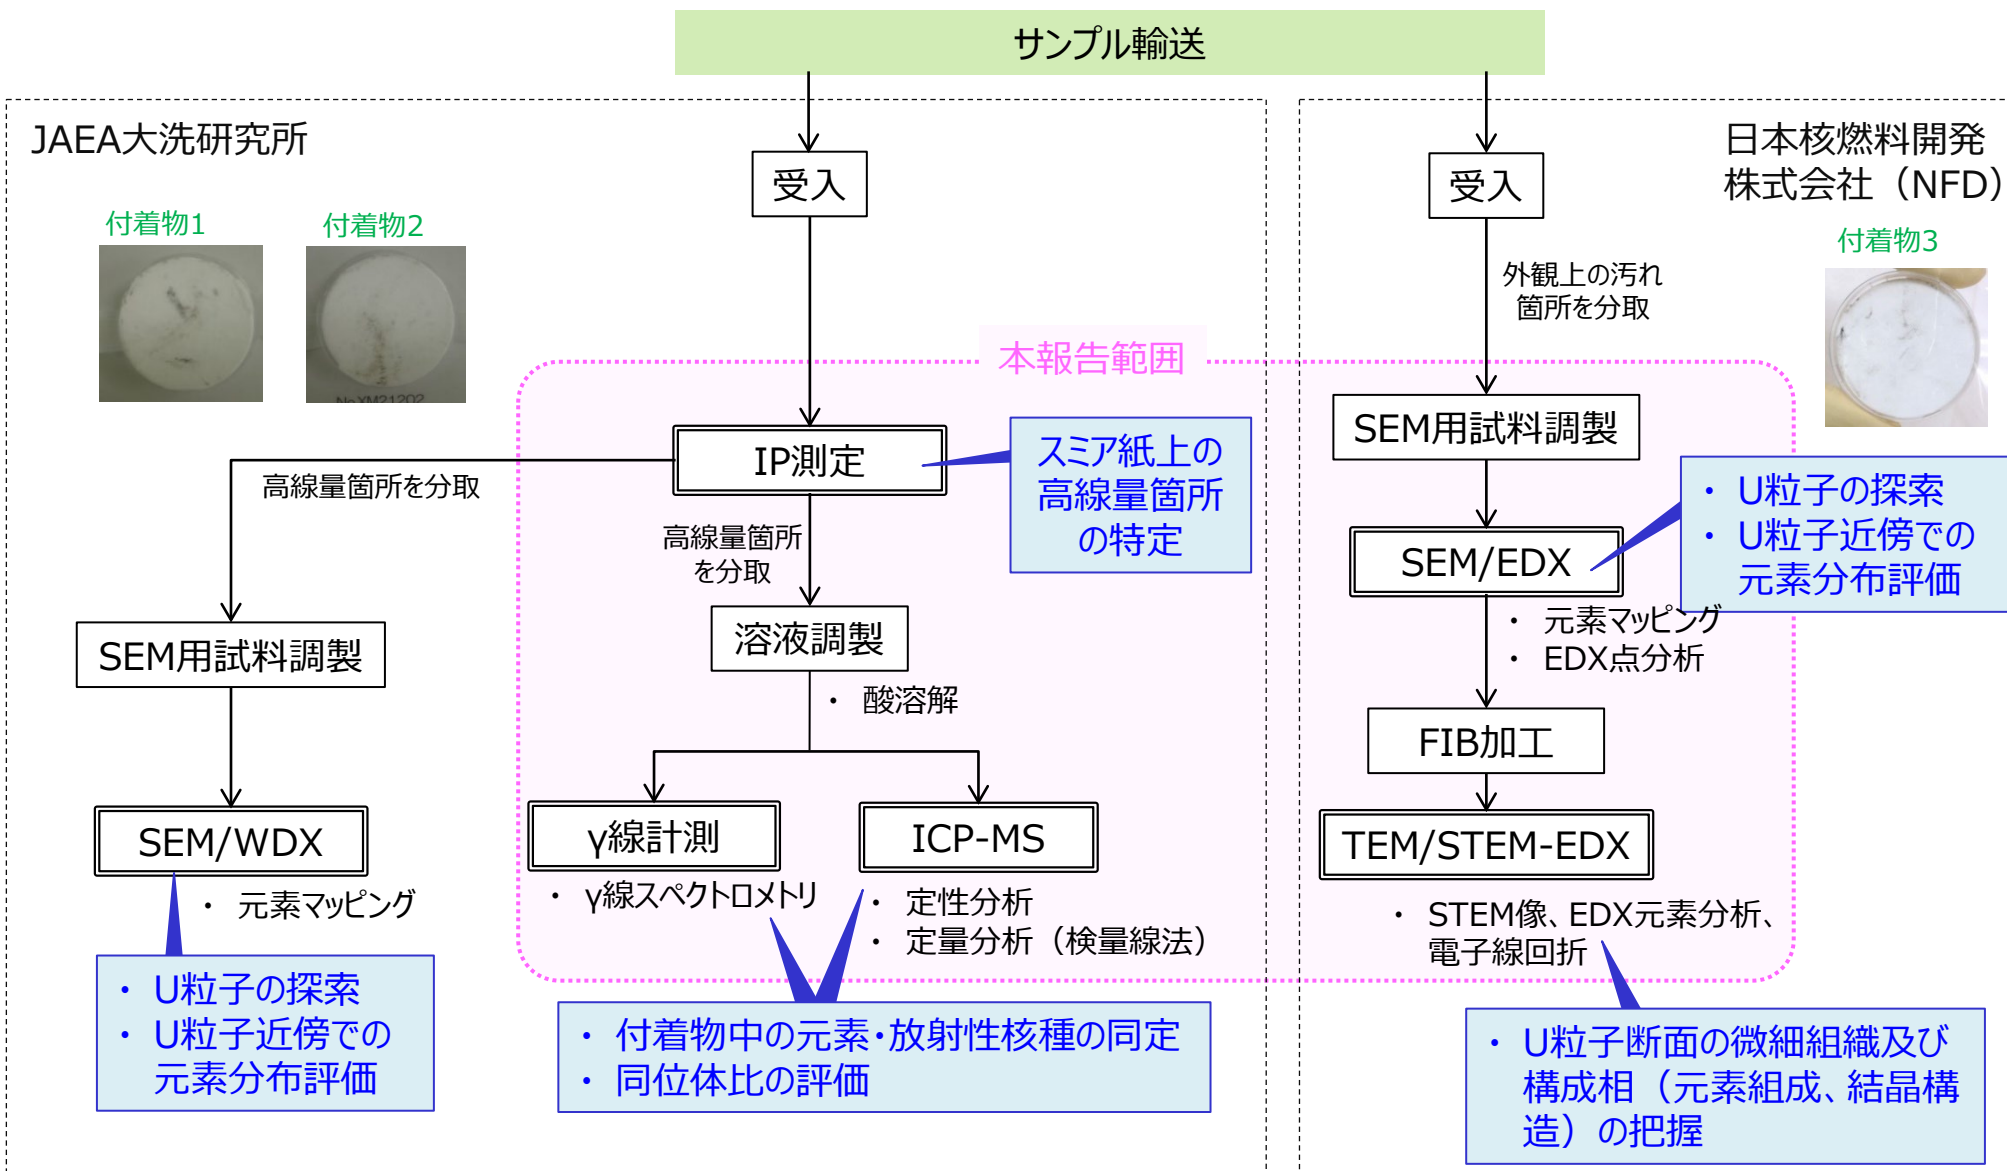 サンプル輸送
JAEA大洗研究所
日本核燃料開発
株式会社（NFD）
受入
受入
付着物1
付着物2
付着物3
外観上の汚れ
箇所を分取
本報告範囲
No.XM21202
IP測定
スミア紙上の
高線量箇所
の特定
SEM用試料調製
高線量箇所を分取
高線量箇所
を分取
・ U粒子の探索
・ U粒子近傍での
元素分布評価
SEM/EDX
・ 元素マッピング
・ EDX点分析
溶液調製
・ 酸溶解
SEM用試料調製
FIB加工
SEM/WDX
・ 元素マッピング
γ線計測
・ γ線スペクトロメトリ
ICP-MS
・ 定性分析
・ 定量分析（検量線法）
TEM/STEM-EDX
・ STEM像、EDX元素分析、
電子線回折
・ U粒子の探索
・ U粒子近傍での
元素分布評価
・ 付着物中の元素・放射性核種の同定
・ 同位体比の評価
・ U粒子断面の微細組織及び
構成相（元素組成、結晶構
造）の把握